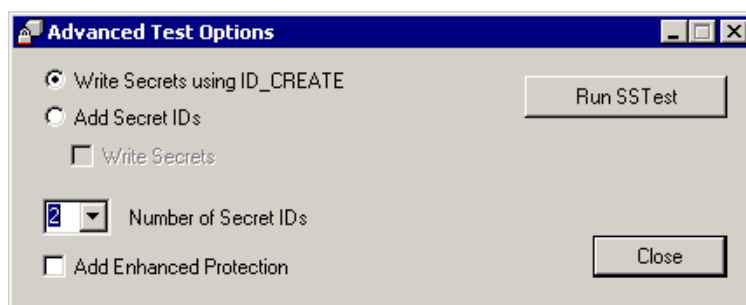 Advanced Test Options
Write Secrets using ID_CREATE
Run SSTest
Add Secret IDs
Write Secrets
2 Number of Secret IDs
Close
Add Enhanced Protection